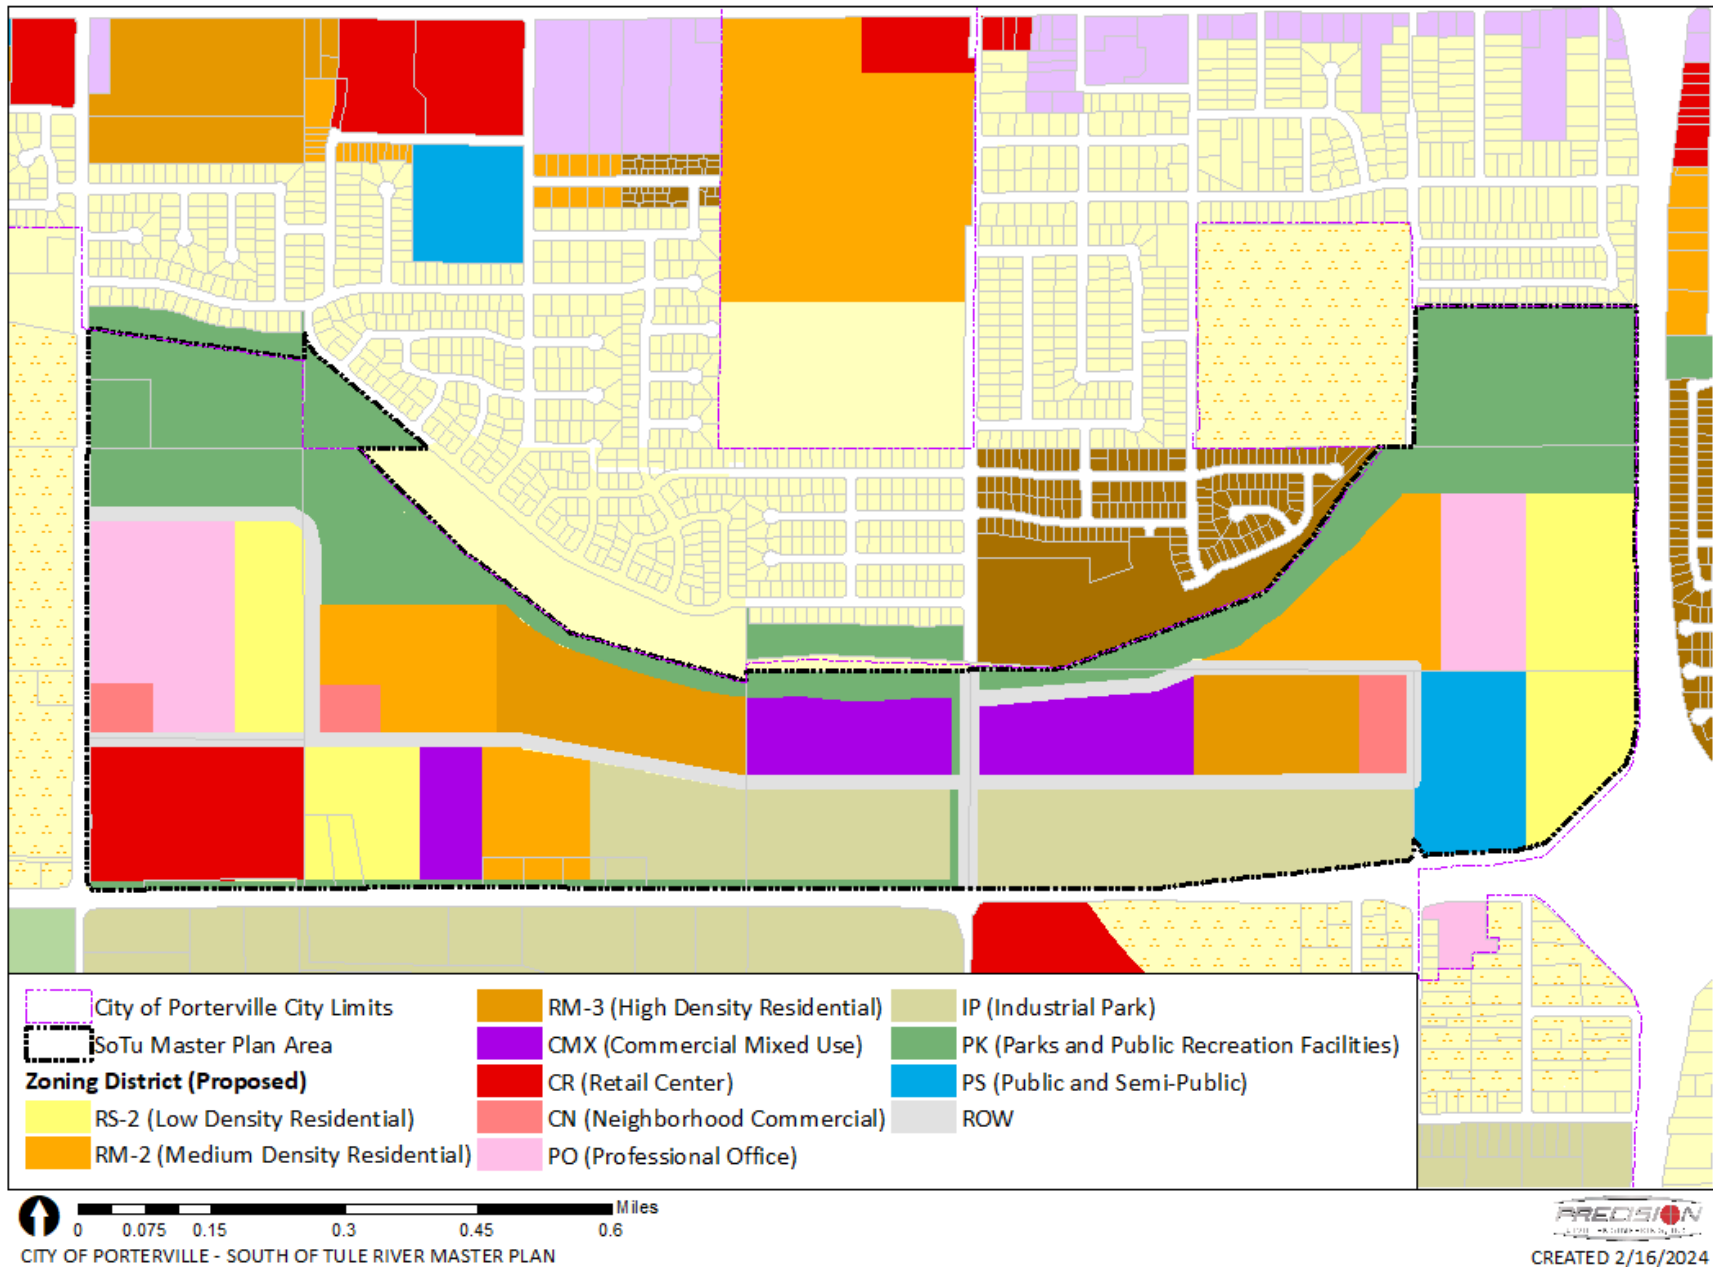 City of Porterville City Limits
SoTu Master Plan Area
Zoning District (Proposed)
RS-2 (Low Density Residential)
RM-2 (Medium Density Residential)
RM-3 (High Density Residential)
CMX (Commercial Mixed Use)
CR (Retail Center)
CN (Neighborhood Commercial)
PO (Professional Office)
IP (Industrial Park)
PK (Parks and Public Recreation Facilities)
PS (Public and Semi-Public)
ROW
Miles
0 0.075 0.15 0.3 0.45 0.6
CITY OF PORTERVILLE - SOUTH OF TULE RIVER MASTER PLAN
PRECISION
CIVIL ENGINEERING, INC.
CREATED 2/16/2024